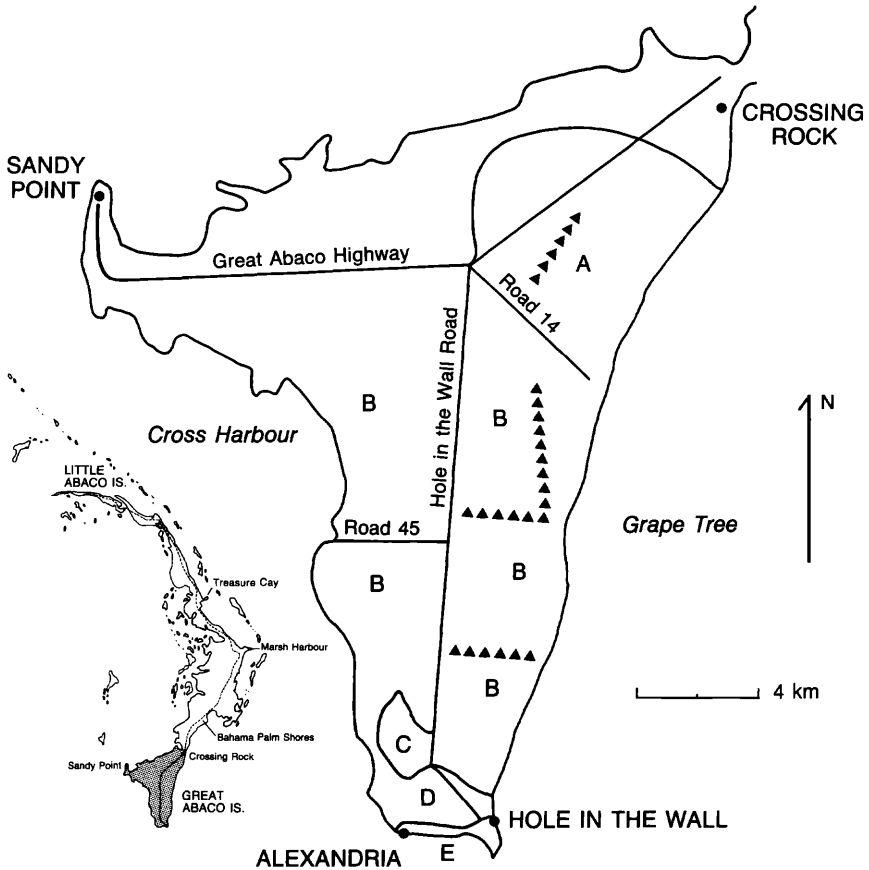 CROSSING
ROCK
SANDY
POINT
Great Abaco Highway
A
Road 14
Hole in the Wall Road
B
B
N
Cross Harbour
LITTLE
ABACO IS.
Road 45
Grape Tree
B
B
Treasure Cay
Marsh Harbour
B
4 km
C
Bahama Palm Shores
Crossing Rock
Sandy Point
GREAT
ABACO IS.
D
HOLE IN THE WALL
ALEXANDRIA
E